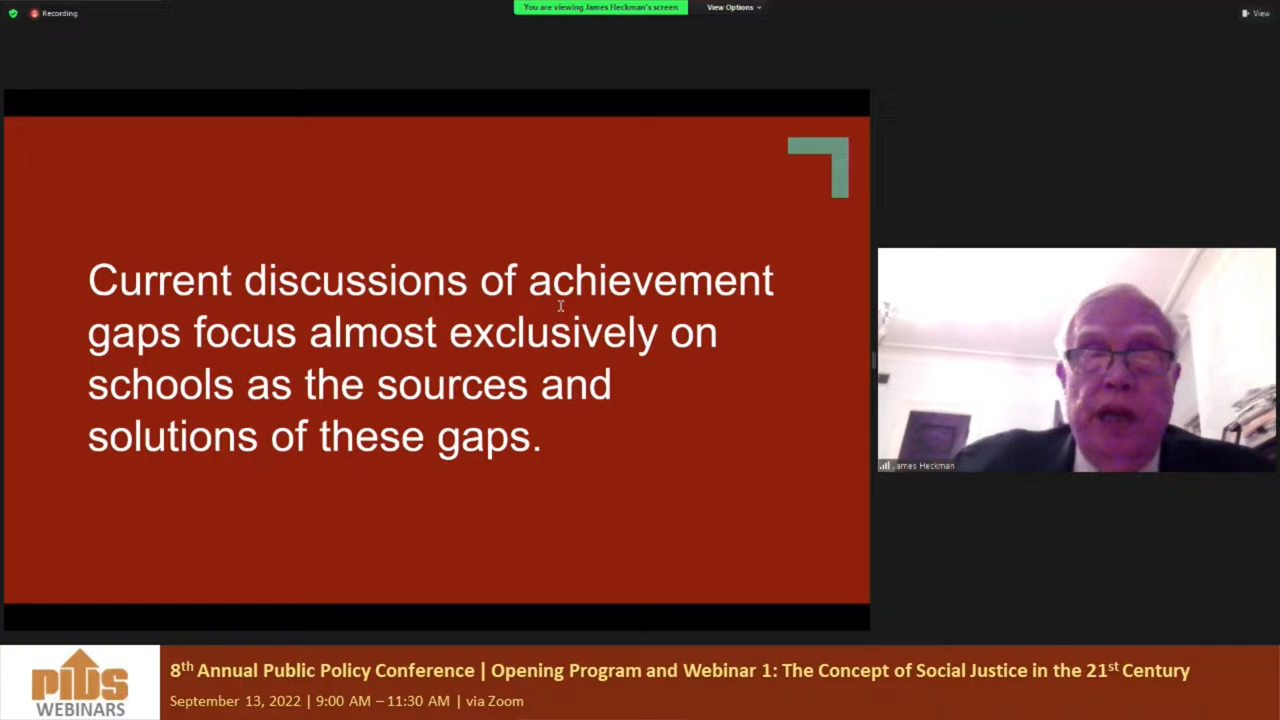 Recording
You are viewing James Heckman's screen
View Options
View
Current discussions of achievement
gaps focus almost exclusively on
schools as the sources and
solutions of these gaps.
James Heckman
PIDS
WEBINARS
8th Annual Public Policy Conference | Opening Program and Webinar 1: The Concept of Social Justice in the 21st Century
September 13, 2022 | 9:00 AM – 11:30 AM | via Zoom